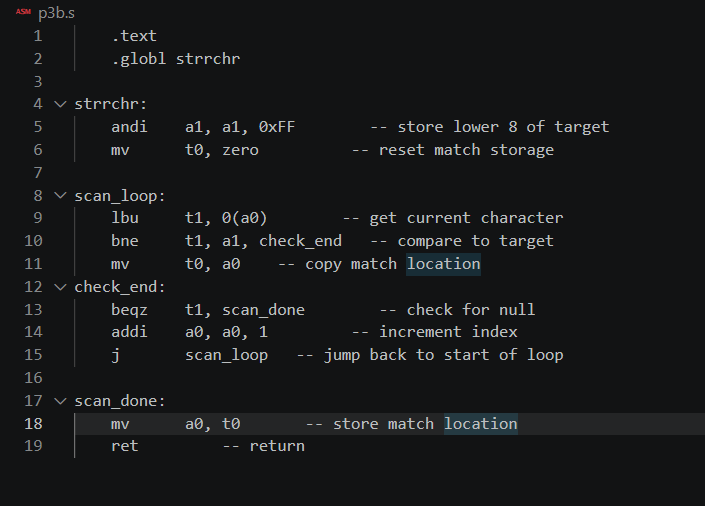 ASM p3b.s
1 .text
2 .globl strrchr
3
4 strrchr:
5 andi a1, a1, 0xFF -- store lower 8 of target
6 mv t0, zero -- reset match storage
7
8 scan_loop:
9 lbu t1, 0(a0) -- get current character
10 bne t1, a1, check_end -- compare to target
11 mv t0, a0 -- copy match location
12 check_end:
13 beqz t1, scan_done -- check for null
14 addi a0, a0, 1 -- increment index
15 j scan_loop -- jump back to start of loop
16
17 scan_done:
18 mv a0, t0 -- store match location
19 ret -- return